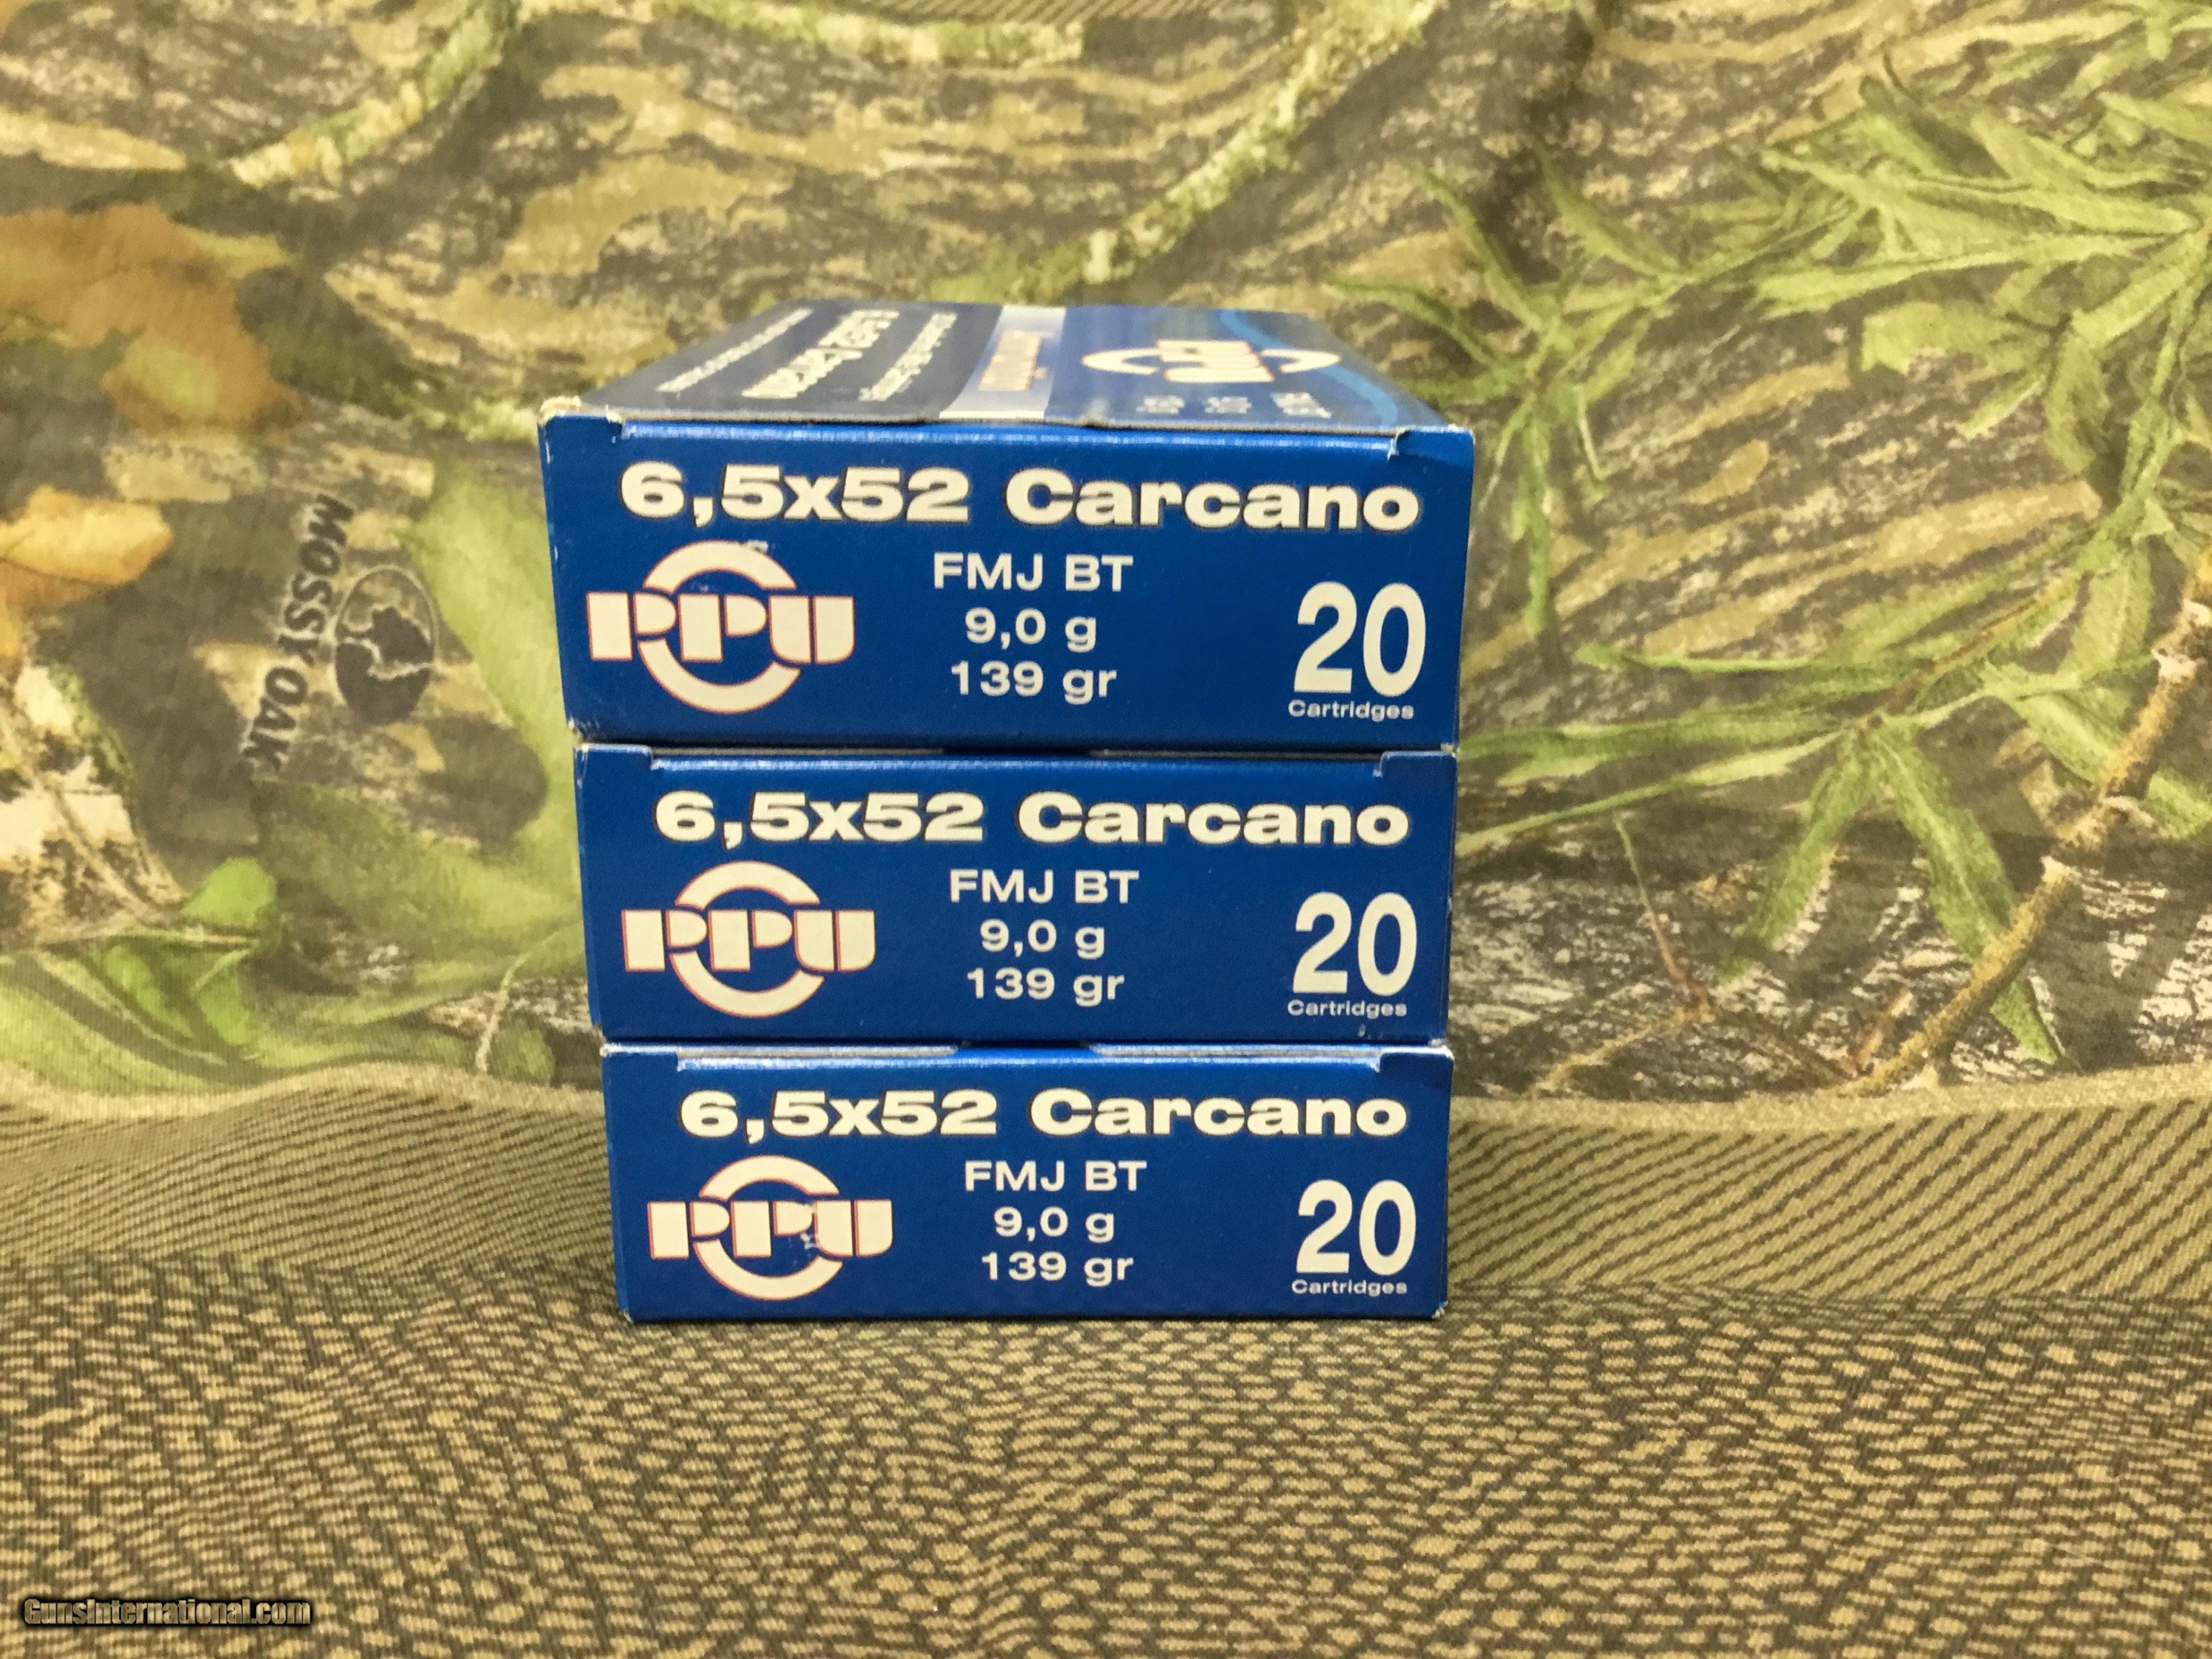 6,5x52 Carcano
PPU
FMJ BT
9,0 g
139 gr
20
Cartridges
6,5x52 Carcano
PPU
FMJ BT
9,0 g
139 gr
20
Cartridges
6,5x52 Carcano
PPU
FMJ BT
9,0 g
139 gr
20
Cartridges
MOSSY OAK
GunsInternational.com